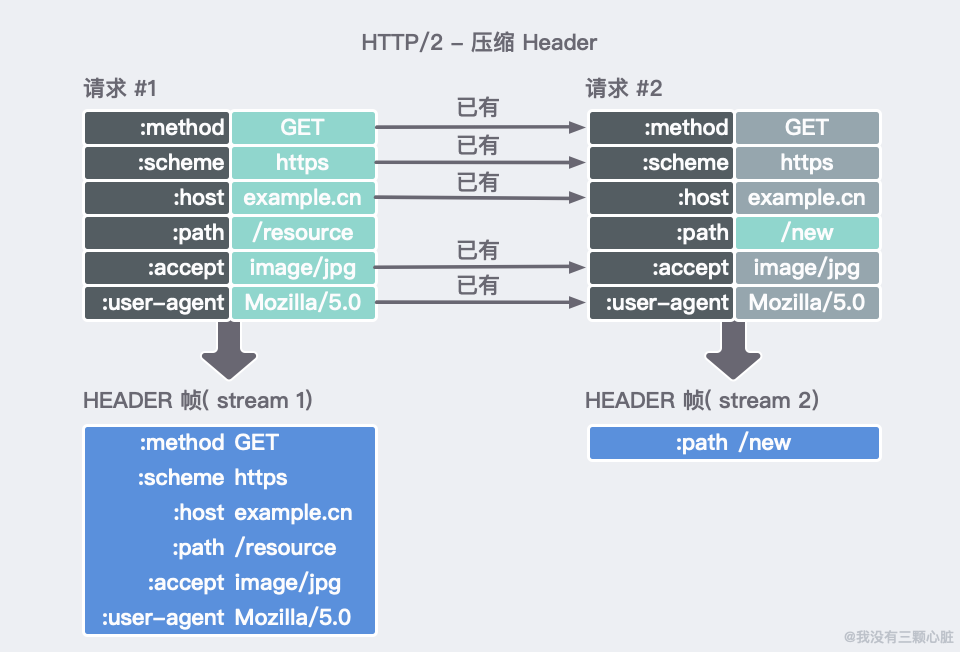 HTTP/2 - 压缩 Header
请求 #1
请求 #2
:method GET 已有 :method GET
:scheme https 已有 :scheme https
:host example.cn 已有 :host example.cn
:path /resource :path /new
:accept image/jpg 已有 :accept image/jpg
:user-agent Mozilla/5.0 已有 :user-agent Mozilla/5.0
HEADER 帧( stream 1)
:method GET
:scheme https
:host example.cn
:path /resource
:accept image/jpg
:user-agent Mozilla/5.0
HEADER 帧( stream 2)
:path /new
@我没有三颗心脏